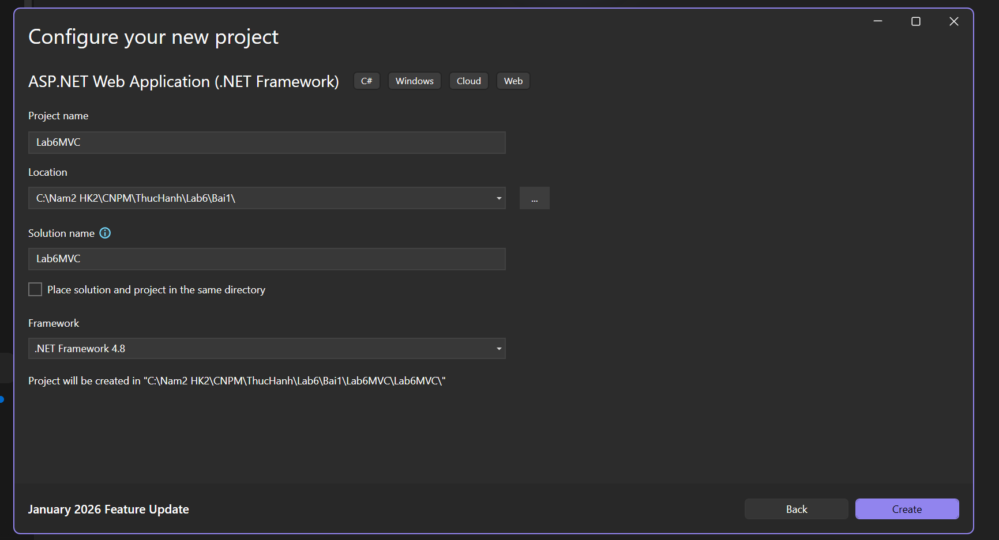 Configure your new project
ASP.NET Web Application (.NET Framework) C# Windows Cloud Web
Project name
Lab6MVC
Location
C:\Nam2 HK2\CNPM\ThucHanh\Lab6\Bai1\
...
Solution name
Lab6MVC
Place solution and project in the same directory
Framework
.NET Framework 4.8
Project will be created in "C:\Nam2 HK2\CNPM\ThucHanh\Lab6\Bai1\Lab6MVC\Lab6MVC\"
January 2026 Feature Update
Back Create